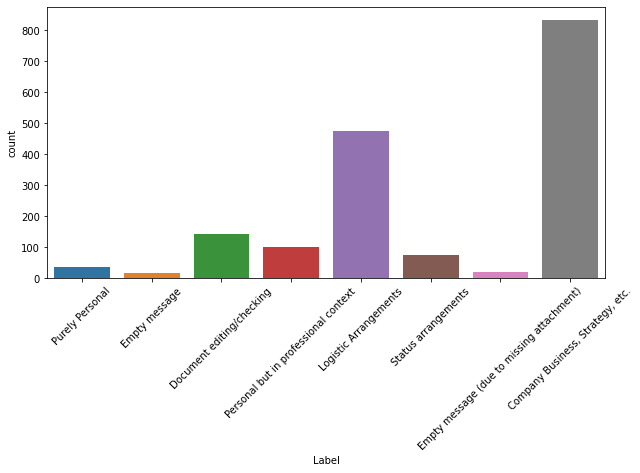 800
700
600
500
400
300
200
100
0
count
Purely Personal
Empty message
Document editing/checking
Personal but in professional context
Logistic Arrangements
Status arrangements
Empty message (due to missing attachment)
Company Business, Strategy, etc.
Label